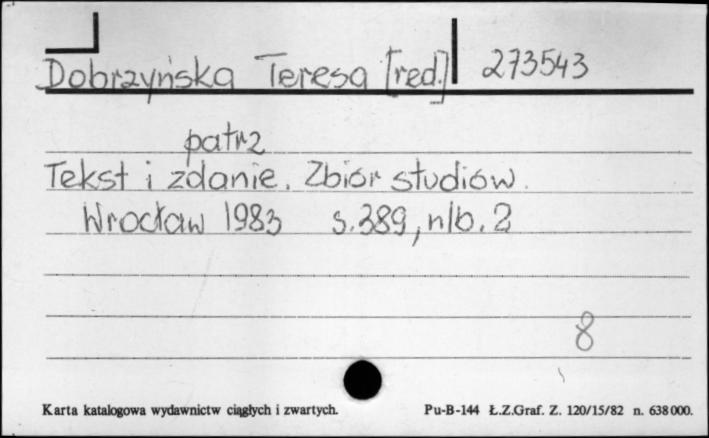 Dobrzyńska Teresa [red.] 273543
patrz
Tekst i zdanie. Zbiór studiów.
Wrocław 1983 s. 389, nlb. 2
8
Karta katalogowa wydawnictw ciągłych i zwartych. Pu-B-144 Ł.Z.Graf. Z. 120/15/82 n. 638 000.